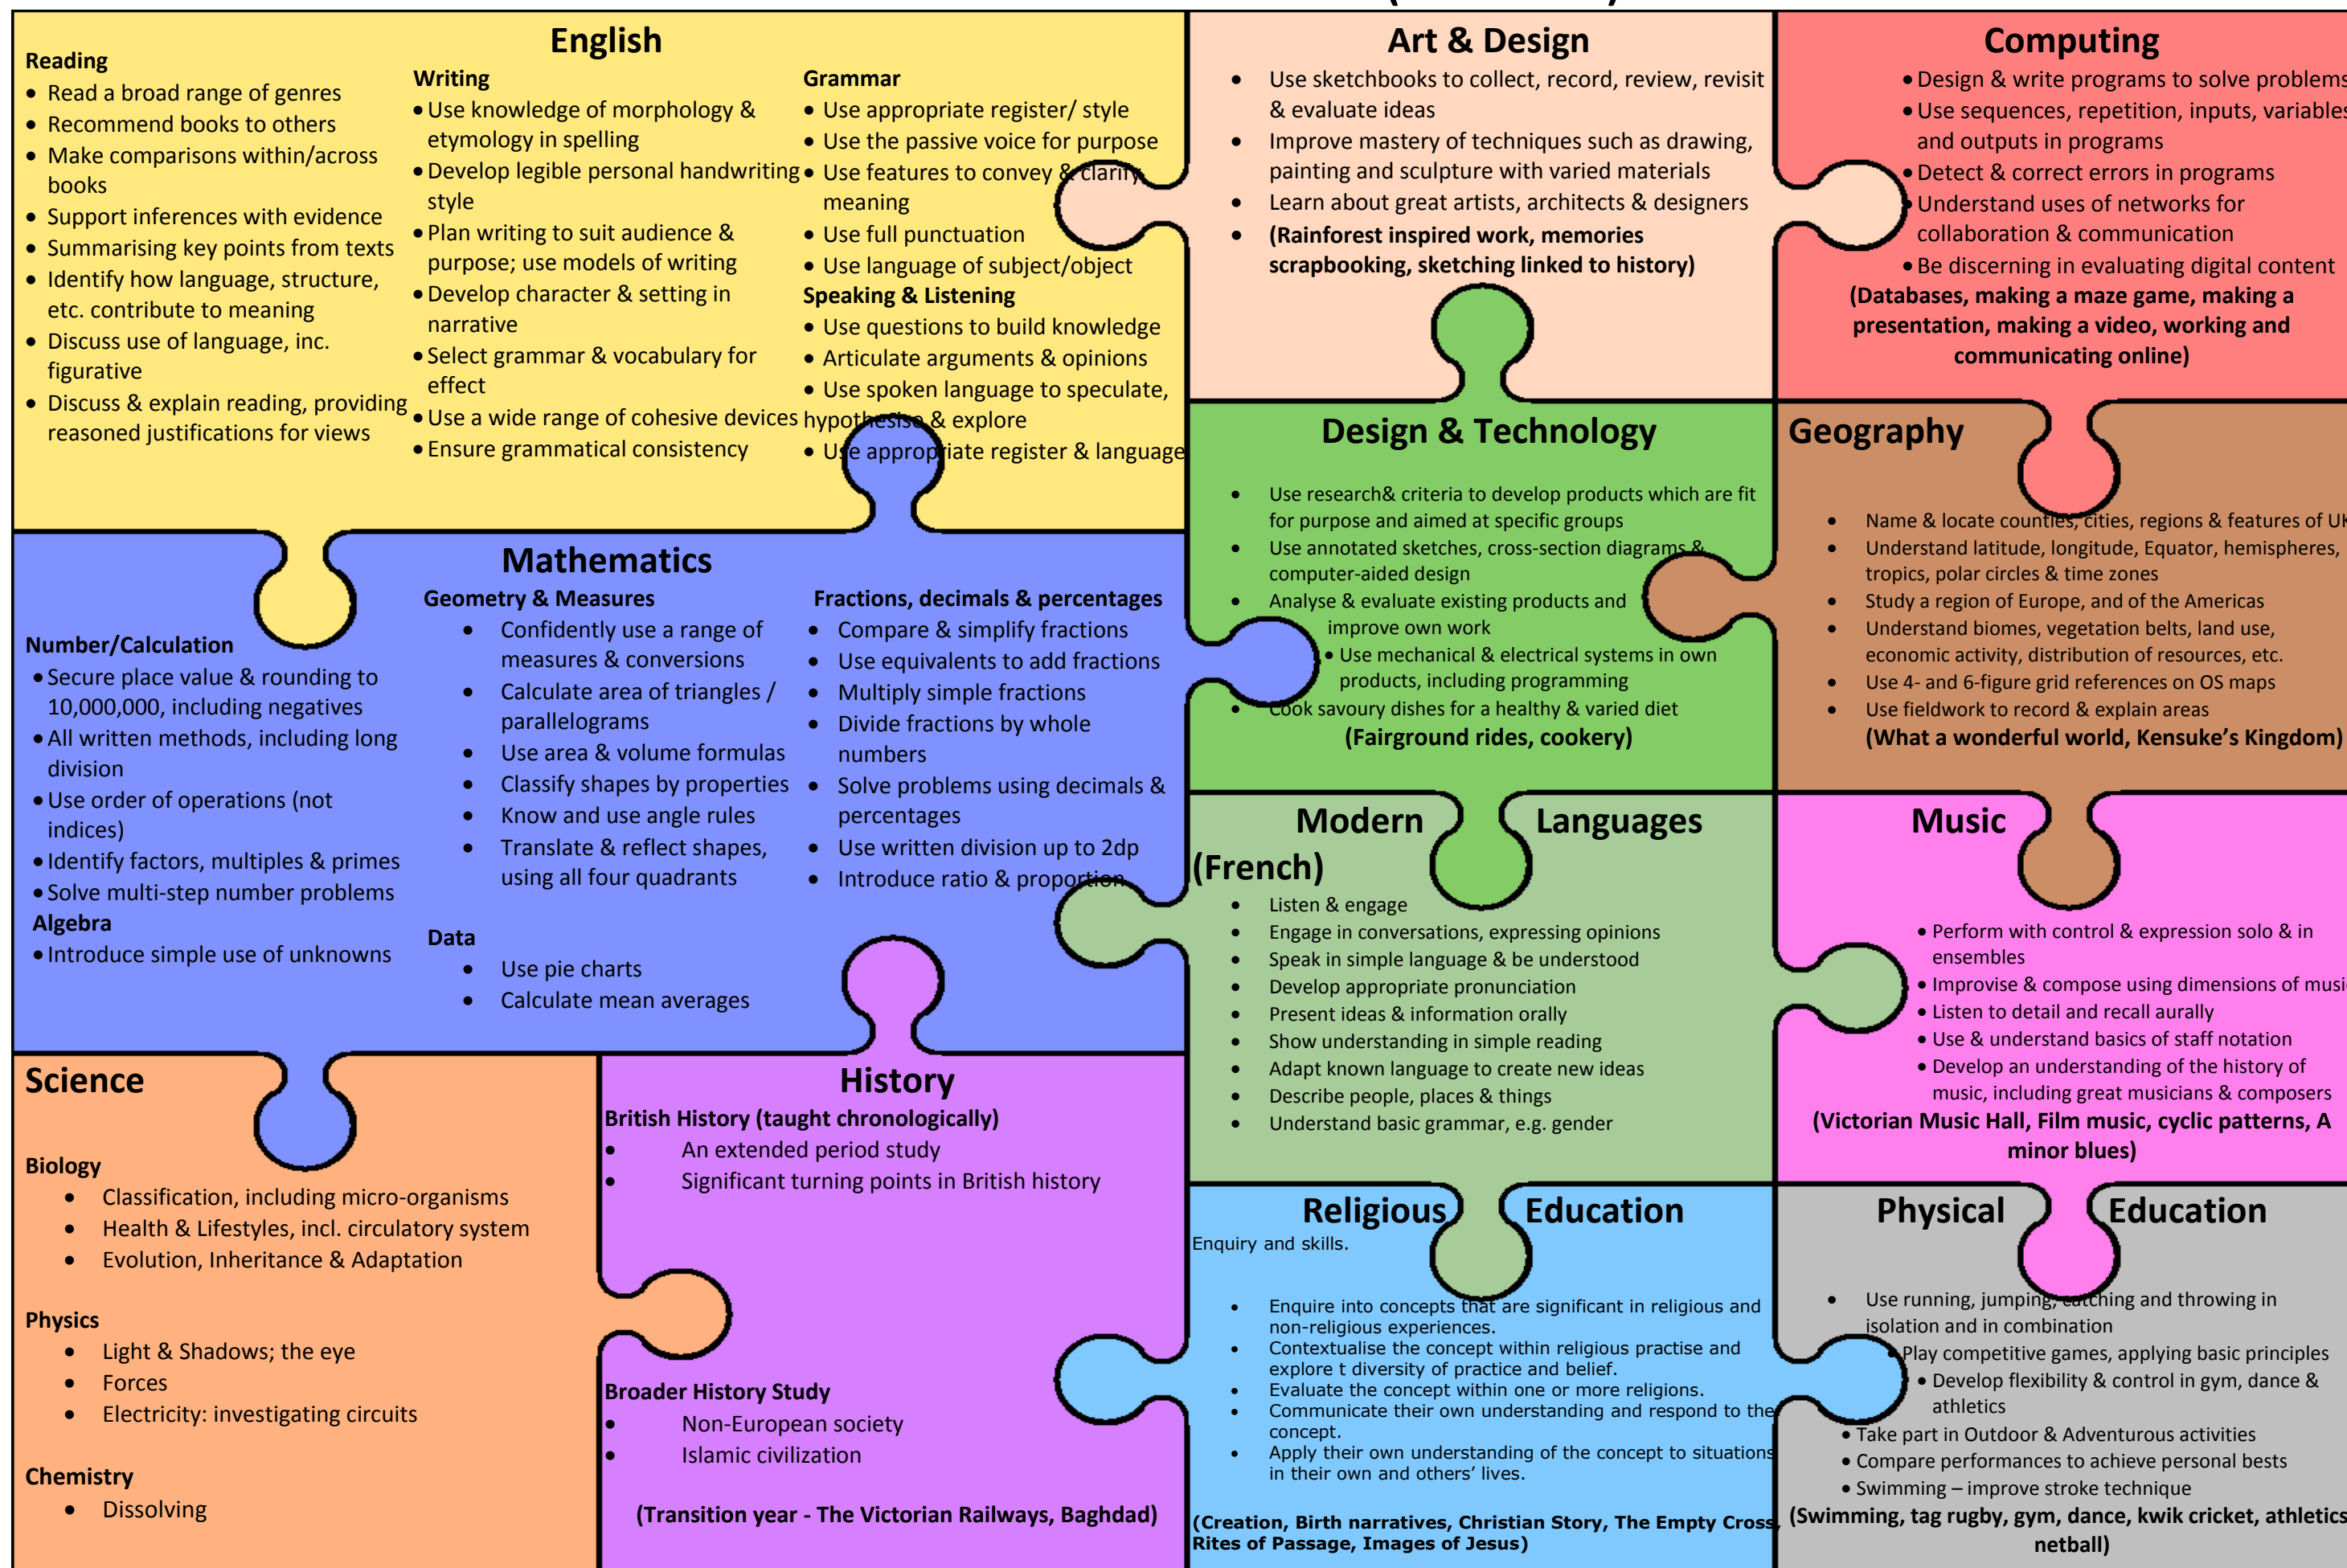 English
Reading
• Read a broad range of genres
• Recommend books to others
• Make comparisons within/across
books
• Support inferences with evidence
• Summarising key points from texts
• Identify how language, structure,
etc. contribute to meaning
• Discuss use of language, inc.
figurative
• Discuss & explain reading, providing
reasoned justifications for views
Writing
• Use knowledge of morphology &
etymology in spelling
• Develop legible personal handwriting
style
• Plan writing to suit audience &
purpose; use models of writing
• Develop character & setting in
narrative
• Select grammar & vocabulary for
effect
• Use a wide range of cohesive devices
• Ensure grammatical consistency
Grammar
• Use appropriate register/ style
• Use the passive voice for purpose
• Use features to convey & clarify
meaning
• Use full punctuation
• Use language of subject/object
Speaking & Listening
• Use questions to build knowledge
• Articulate arguments & opinions
• Use spoken language to speculate,
hypothesise & explore
• Use appropriate register & language
Art & Design
• Use sketchbooks to collect, record, review, revisit
& evaluate ideas
• Improve mastery of techniques such as drawing,
painting and sculpture with varied materials
• Learn about great artists, architects & designers
• (Rainforest inspired work, memories
scrapbooking, sketching linked to history)
Computing
• Design & write programs to solve problems
• Use sequences, repetition, inputs, variables
and outputs in programs
• Detect & correct errors in programs
• Understand uses of networks for
collaboration & communication
• Be discerning in evaluating digital content
(Databases, making a maze game, making a
presentation, making a video, working and
communicating online)
Mathematics
Number/Calculation
• Secure place value & rounding to
10,000,000, including negatives
• All written methods, including long
division
• Use order of operations (not
indices)
• Identify factors, multiples & primes
• Solve multi-step number problems
Algebra
• Introduce simple use of unknowns
Geometry & Measures
• Confidently use a range of
measures & conversions
• Calculate area of triangles /
parallelograms
• Use area & volume formulas
• Classify shapes by properties
• Know and use angle rules
• Translate & reflect shapes,
using all four quadrants
Data
• Use pie charts
• Calculate mean averages
Fractions, decimals & percentages
• Compare & simplify fractions
• Use equivalents to add fractions
• Multiply simple fractions
• Divide fractions by whole
numbers
• Solve problems using decimals &
percentages
• Use written division up to 2dp
• Introduce ratio & proportion
Design & Technology
• Use research& criteria to develop products which are fit
for purpose and aimed at specific groups
• Use annotated sketches, cross-section diagrams &
computer-aided design
• Analyse & evaluate existing products and
improve own work
• Use mechanical & electrical systems in own
products, including programming
• Cook savoury dishes for a healthy & varied diet
(Fairground rides, cookery)
Geography
• Name & locate counties, cities, regions & features of UK
• Understand latitude, longitude, Equator, hemispheres,
tropics, polar circles & time zones
• Study a region of Europe, and of the Americas
• Understand biomes, vegetation belts, land use,
economic activity, distribution of resources, etc.
• Use 4- and 6-figure grid references on OS maps
• Use fieldwork to record & explain areas
(What a wonderful world, Kensuke’s Kingdom)
Modern Languages
(French)
• Listen & engage
• Engage in conversations, expressing opinions
• Speak in simple language & be understood
• Develop appropriate pronunciation
• Present ideas & information orally
• Show understanding in simple reading
• Adapt known language to create new ideas
• Describe people, places & things
• Understand basic grammar, e.g. gender
Music
• Perform with control & expression solo & in
ensembles
• Improvise & compose using dimensions of music
• Listen to detail and recall aurally
• Use & understand basics of staff notation
• Develop an understanding of the history of
music, including great musicians & composers
(Victorian Music Hall, Film music, cyclic patterns, A
minor blues)
Science
Biology
• Classification, including micro-organisms
• Health & Lifestyles, incl. circulatory system
• Evolution, Inheritance & Adaptation
Physics
• Light & Shadows; the eye
• Forces
• Electricity: investigating circuits
Chemistry
• Dissolving
History
British History (taught chronologically)
• An extended period study
• Significant turning points in British history
Broader History Study
• Non-European society
• Islamic civilization
(Transition year - The Victorian Railways, Baghdad)
Religious Education
Enquiry and skills.
• Enquire into concepts that are significant in religious and
non-religious experiences.
• Contextualise the concept within religious practise and
explore t diversity of practice and belief.
• Evaluate the concept within one or more religions.
• Communicate their own understanding and respond to the
concept.
• Apply their own understanding of the concept to situations
in their own and others’ lives.
(Creation, Birth narratives, Christian Story, The Empty Cross,
Rites of Passage, Images of Jesus)
Physical Education
• Use running, jumping, catching and throwing in
isolation and in combination
• Play competitive games, applying basic principles
• Develop flexibility & control in gym, dance &
athletics
• Take part in Outdoor & Adventurous activities
• Compare performances to achieve personal bests
• Swimming – improve stroke technique
(Swimming, tag rugby, gym, dance, kwik cricket, athletics
netball)